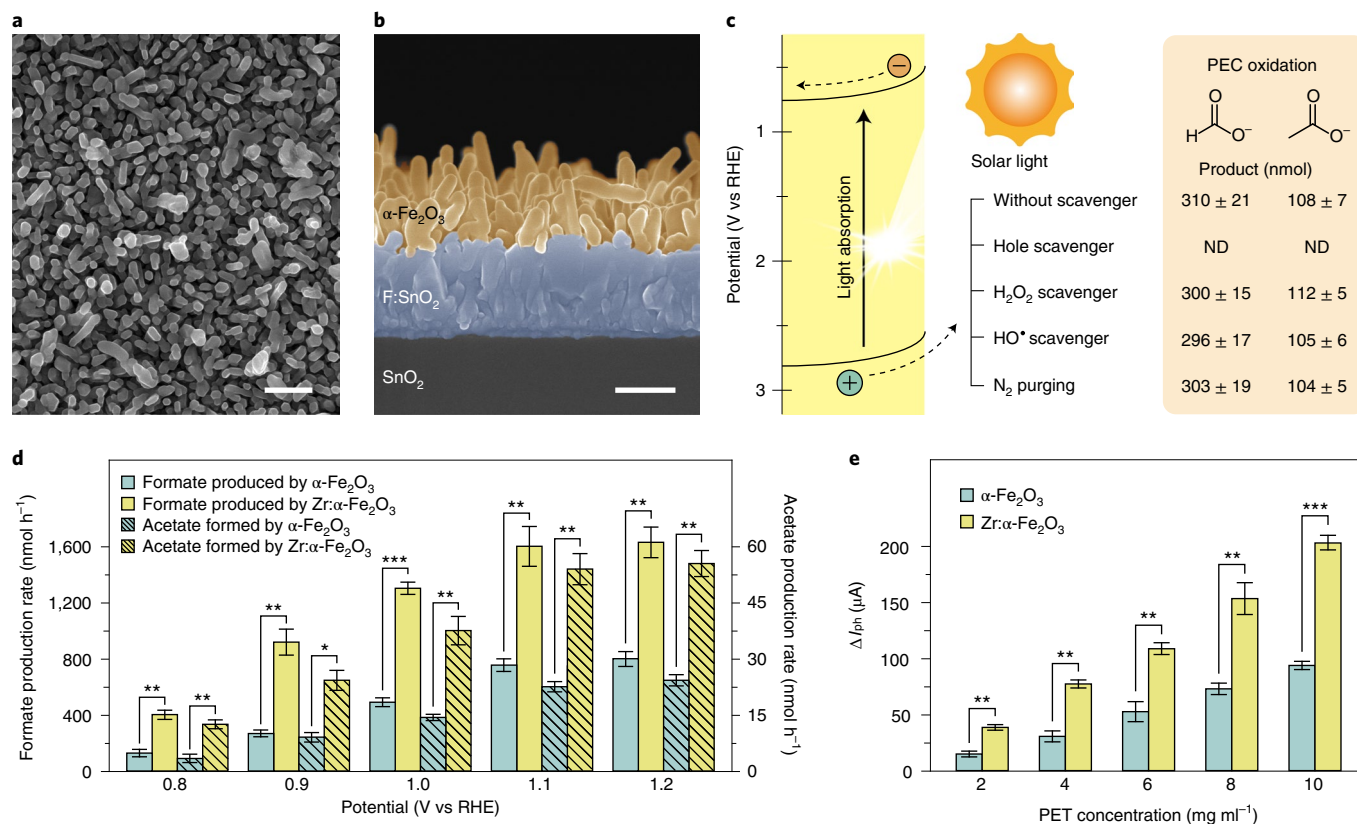 a
b
α-Fe₂O₃
F:SnO₂
SnO₂
c
Potential (V vs RHE)
1
2
3
−
+
Light absorption
Solar light
Without scavenger
Hole scavenger
H₂O₂ scavenger
HO• scavenger
N₂ purging
PEC oxidation
O
H O⁻
O
O⁻
Product (nmol)
310 ± 21 108 ± 7
ND ND
300 ± 15 112 ± 5
296 ± 17 105 ± 6
303 ± 19 104 ± 5
d
Formate production rate (nmol h⁻¹)
1,600
1,200
800
400
0
Formate produced by α-Fe₂O₃
Formate produced by Zr:α-Fe₂O₃
Acetate formed by α-Fe₂O₃
Acetate formed by Zr:α-Fe₂O₃
** **
** *
*** **
** **
** **
0.8 0.9 1.0 1.1 1.2
Potential (V vs RHE)
60
45
30
15
0
Acetate production rate (nmol h⁻¹)
e
Δ Iph (μA)
200
150
100
50
0
α-Fe₂O₃
Zr:α-Fe₂O₃
**
**
**
**
***
2 4 6 8 10
PET concentration (mg ml⁻¹)